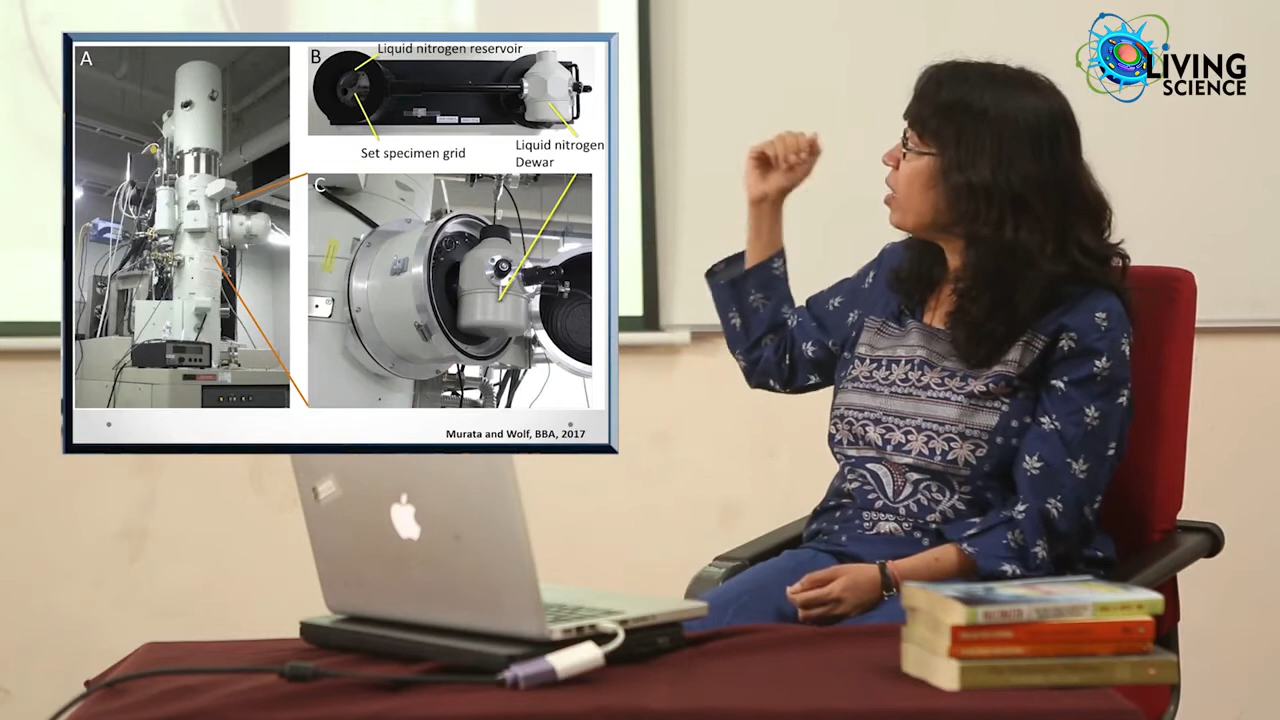 A
B
Liquid nitrogen reservoir
Set specimen grid
Liquid nitrogen
Dewar
C
Murata and Wolf, BBA, 2017
LIVING
SCIENCE